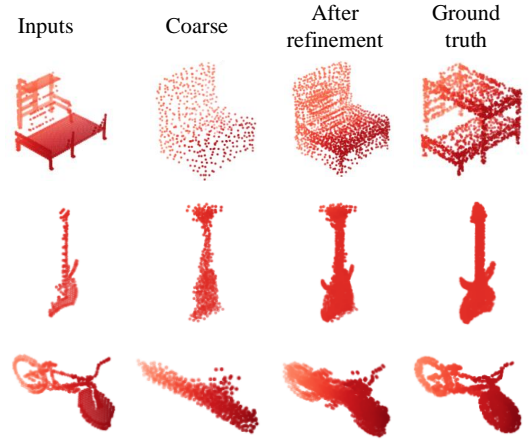 Inputs
Coarse
After
refinement
Ground
truth